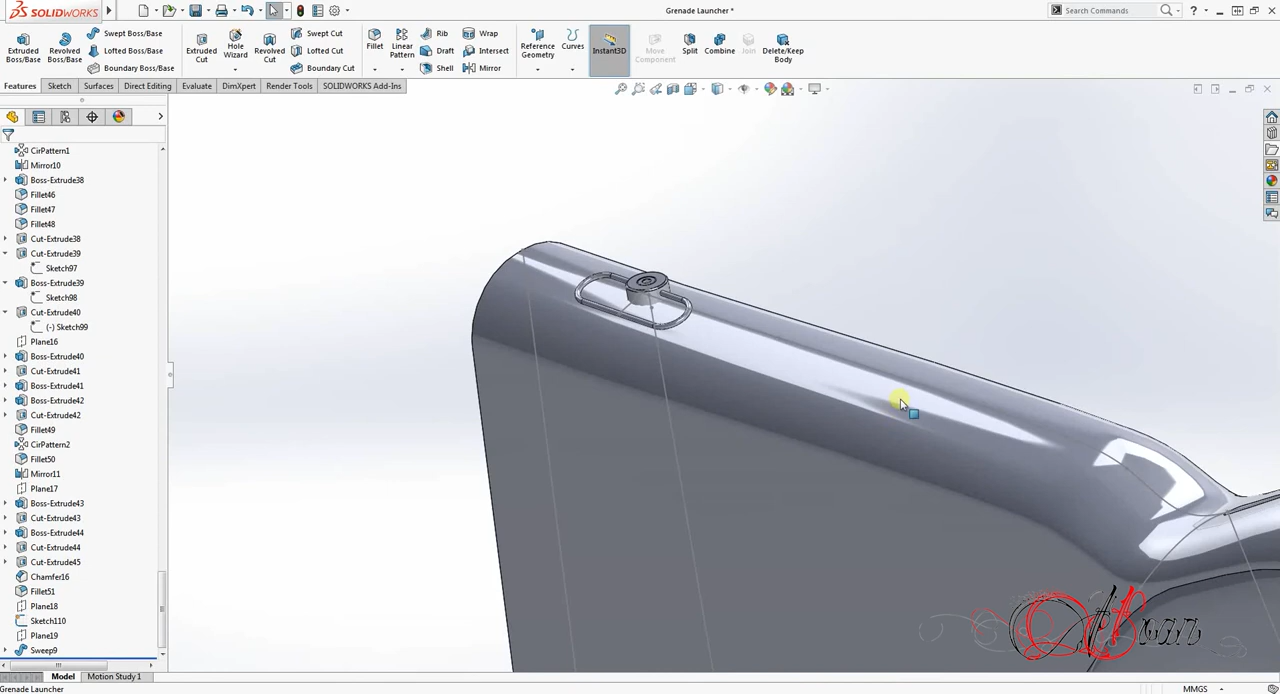 SOLIDWORKS
Grenade Launcher *
Search Commands
Extruded Boss/Base
Revolved Boss/Base
Swept Boss/Base
Lofted Boss/Base
Boundary Boss/Base
Extruded Cut
Hole Wizard
Revolved Cut
Swept Cut
Lofted Cut
Boundary Cut
Fillet
Linear Pattern
Rib
Draft
Shell
Wrap
Intersect
Mirror
Reference Geometry
Curves
Instant3D
Move Component
Split
Combine
Join
Delete/Keep Body
Features Sketch Surfaces Direct Editing Evaluate DimXpert Render Tools SOLIDWORKS Add-Ins
CirPattern1
Mirror10
Boss-Extrude38
Fillet46
Fillet47
Fillet48
Cut-Extrude38
Cut-Extrude39
Sketch97
Boss-Extrude39
Sketch98
Cut-Extrude40
(-) Sketch99
Plane16
Boss-Extrude40
Cut-Extrude41
Boss-Extrude41
Boss-Extrude42
Cut-Extrude42
Fillet49
CirPattern2
Fillet50
Mirror11
Plane17
Boss-Extrude43
Cut-Extrude43
Boss-Extrude44
Cut-Extrude44
Cut-Extrude45
Chamfer16
Fillet51
Plane18
Sketch110
Plane19
Sweep9
Model Motion Study 1
Grenade Launcher
MMGS